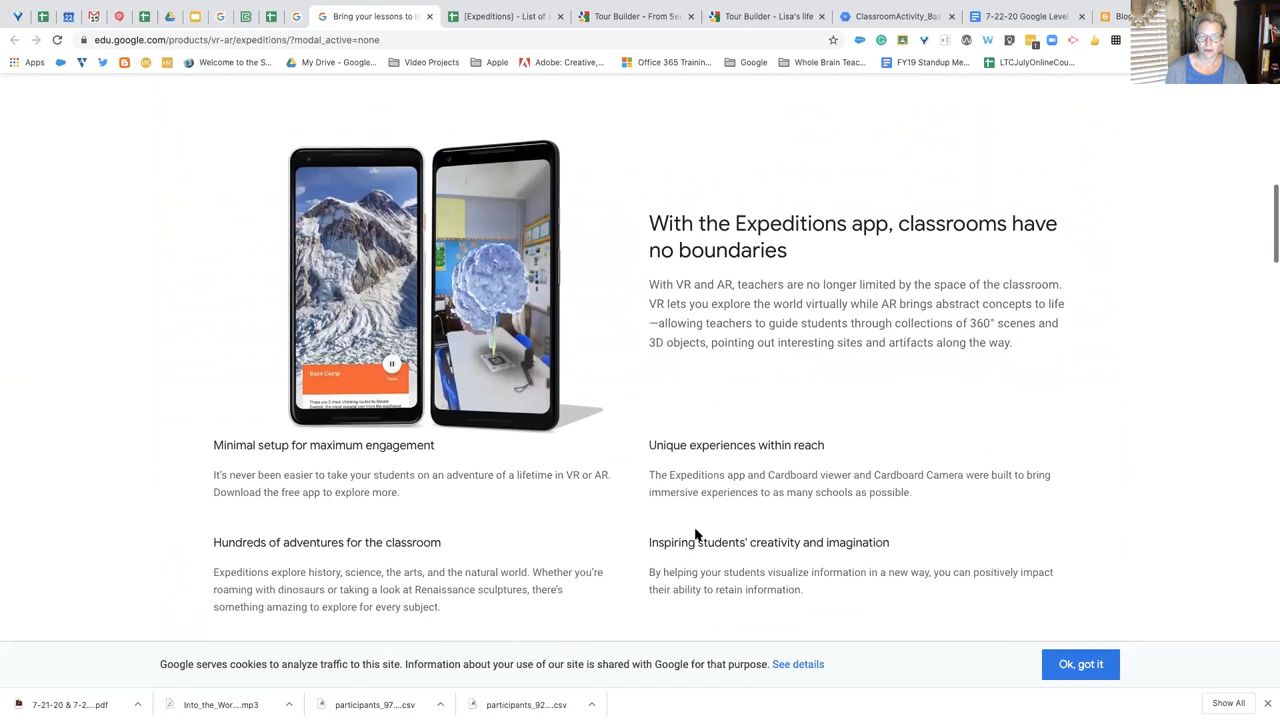 Bring your lessons to li
[Expeditions] - List of a
Tour Builder - From Ser
Tour Builder - Lisa's life
ClassroomActivity_Bas
7-22-20 Google Level
Blog
edu.google.com/products/vr-ar/expeditions/?modal_active=none
Apps
Welcome to the S...
My Drive - Google...
Video Projects
Apple
Adobe: Creative,...
Office 365 Trainin...
Google
Whole Brain Teac...
FY19 Standup Me...
LTCJulyOnlineCou...
Base Camp
With the Expeditions app, classrooms have
no boundaries
With VR and AR, teachers are no longer limited by the space of the classroom.
VR lets you explore the world virtually while AR brings abstract concepts to life
—allowing teachers to guide students through collections of 360° scenes and
3D objects, pointing out interesting sites and artifacts along the way.
Minimal setup for maximum engagement
It's never been easier to take your students on an adventure of a lifetime in VR or AR.
Download the free app to explore more.
Unique experiences within reach
The Expeditions app and Cardboard viewer and Cardboard Camera were built to bring
immersive experiences to as many schools as possible.
Hundreds of adventures for the classroom
Expeditions explore history, science, the arts, and the natural world. Whether you're
roaming with dinosaurs or taking a look at Renaissance sculptures, there's
something amazing to explore for every subject.
Inspiring students' creativity and imagination
By helping your students visualize information in a new way, you can positively impact
their ability to retain information.
Google serves cookies to analyze traffic to this site. Information about your use of our site is shared with Google for that purpose. See details
Ok, got it
7-21-20 & 7-2....pdf
Into_the_Wor....mp3
participants_97....csv
participants_92....csv
Show All